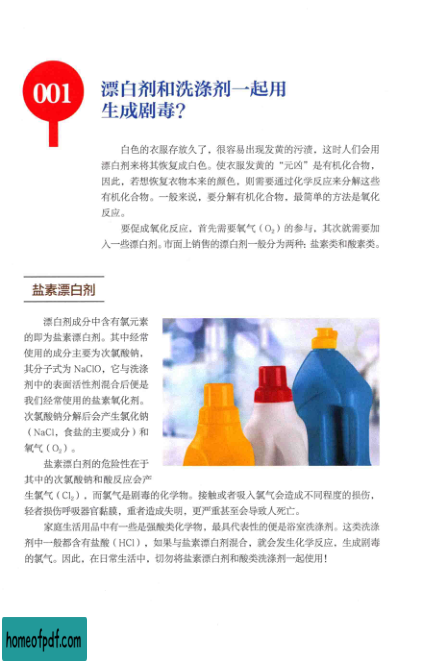 001
漂白剂和洗涤剂一起用
生成剧毒？
白色的衣服存放久了，很容易出现发黄的污渍，这时人们会用
漂白剂来将其恢复成白色。使衣服发黄的“元凶”是有机化合物，
因此，若想恢复衣物本来的颜色，则需要通过化学反应来分解这些
有机化合物。一般来说，要分解有机化合物，最简单的方法是氧化
反应。
要促成氧化反应，首先需要氧气（O₂）的参与，其次就需要加
入一些漂白剂。市面上销售的漂白剂一般分为两种：盐素类和酸素类。
盐素漂白剂
漂白剂成分中含有氯元素
的即为盐素漂白剂。其中经常
使用的成分主要为次氯酸钠，
其分子式为 NaClO，它与洗涤
剂中的表面活性剂混合后便是
我们经常使用的盐素氧化剂。
次氯酸钠分解后会产生氯化钠
（NaCl，食盐的主要成分）和
氧气（O₂）。
盐素漂白剂的危险性在于
其中的次氯酸钠和酸反应会产
生氯气（Cl₂），而氯气是剧毒的化学物。接触或者吸入氯气会造成不同程度的损伤，
轻者损伤呼吸器官黏膜，重者造成失明，更严重甚至会导致人死亡。
家庭生活用品中有一些是强酸类化学物，最具代表性的便是浴室洗涤剂。这类洗涤
剂中一般都含有盐酸（HCl），如果与盐素漂白剂混合，就会发生化学反应，生成剧毒
的氯气。因此，在日常生活中，切勿将盐素漂白剂和酸类洗涤剂一起使用！
homeofpdf.com